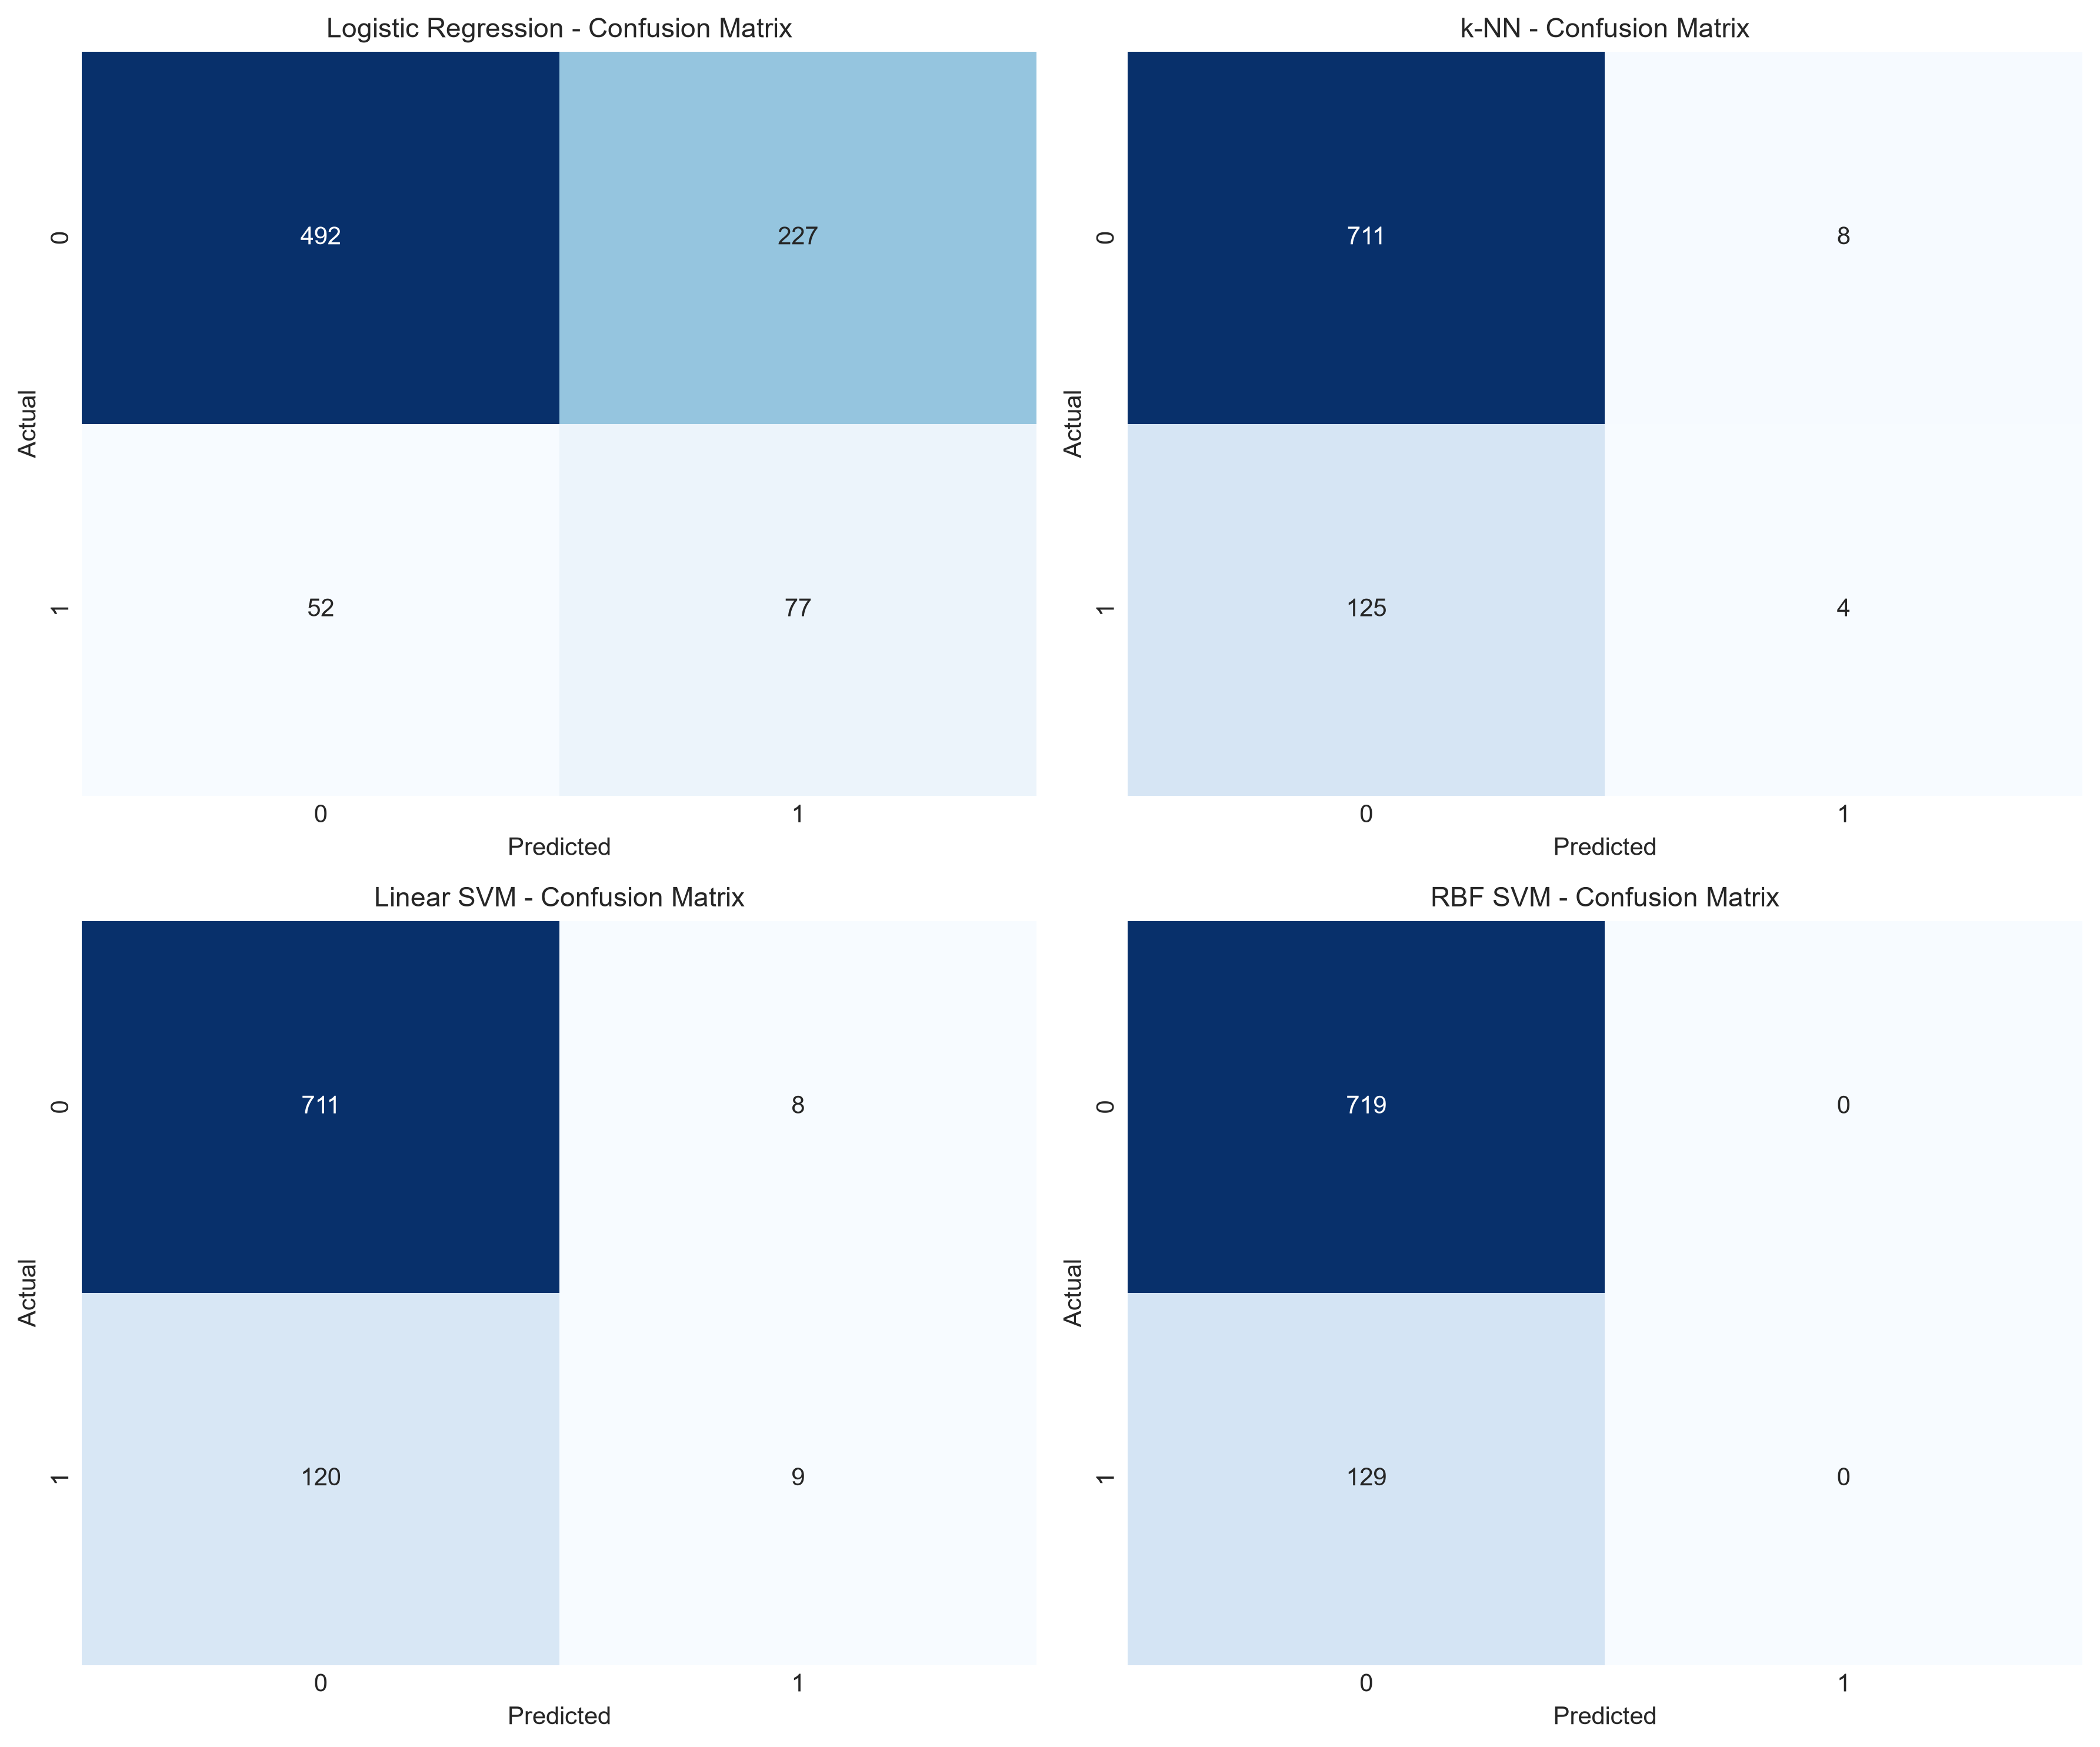 Logistic Regression - Confusion Matrix
492 227
52 77
0 1
0 1
Actual
Predicted
k-NN - Confusion Matrix
711 8
125 4
0 1
0 1
Actual
Predicted
Linear SVM - Confusion Matrix
711 8
120 9
0 1
0 1
Actual
Predicted
RBF SVM - Confusion Matrix
719 0
129 0
0 1
0 1
Actual
Predicted